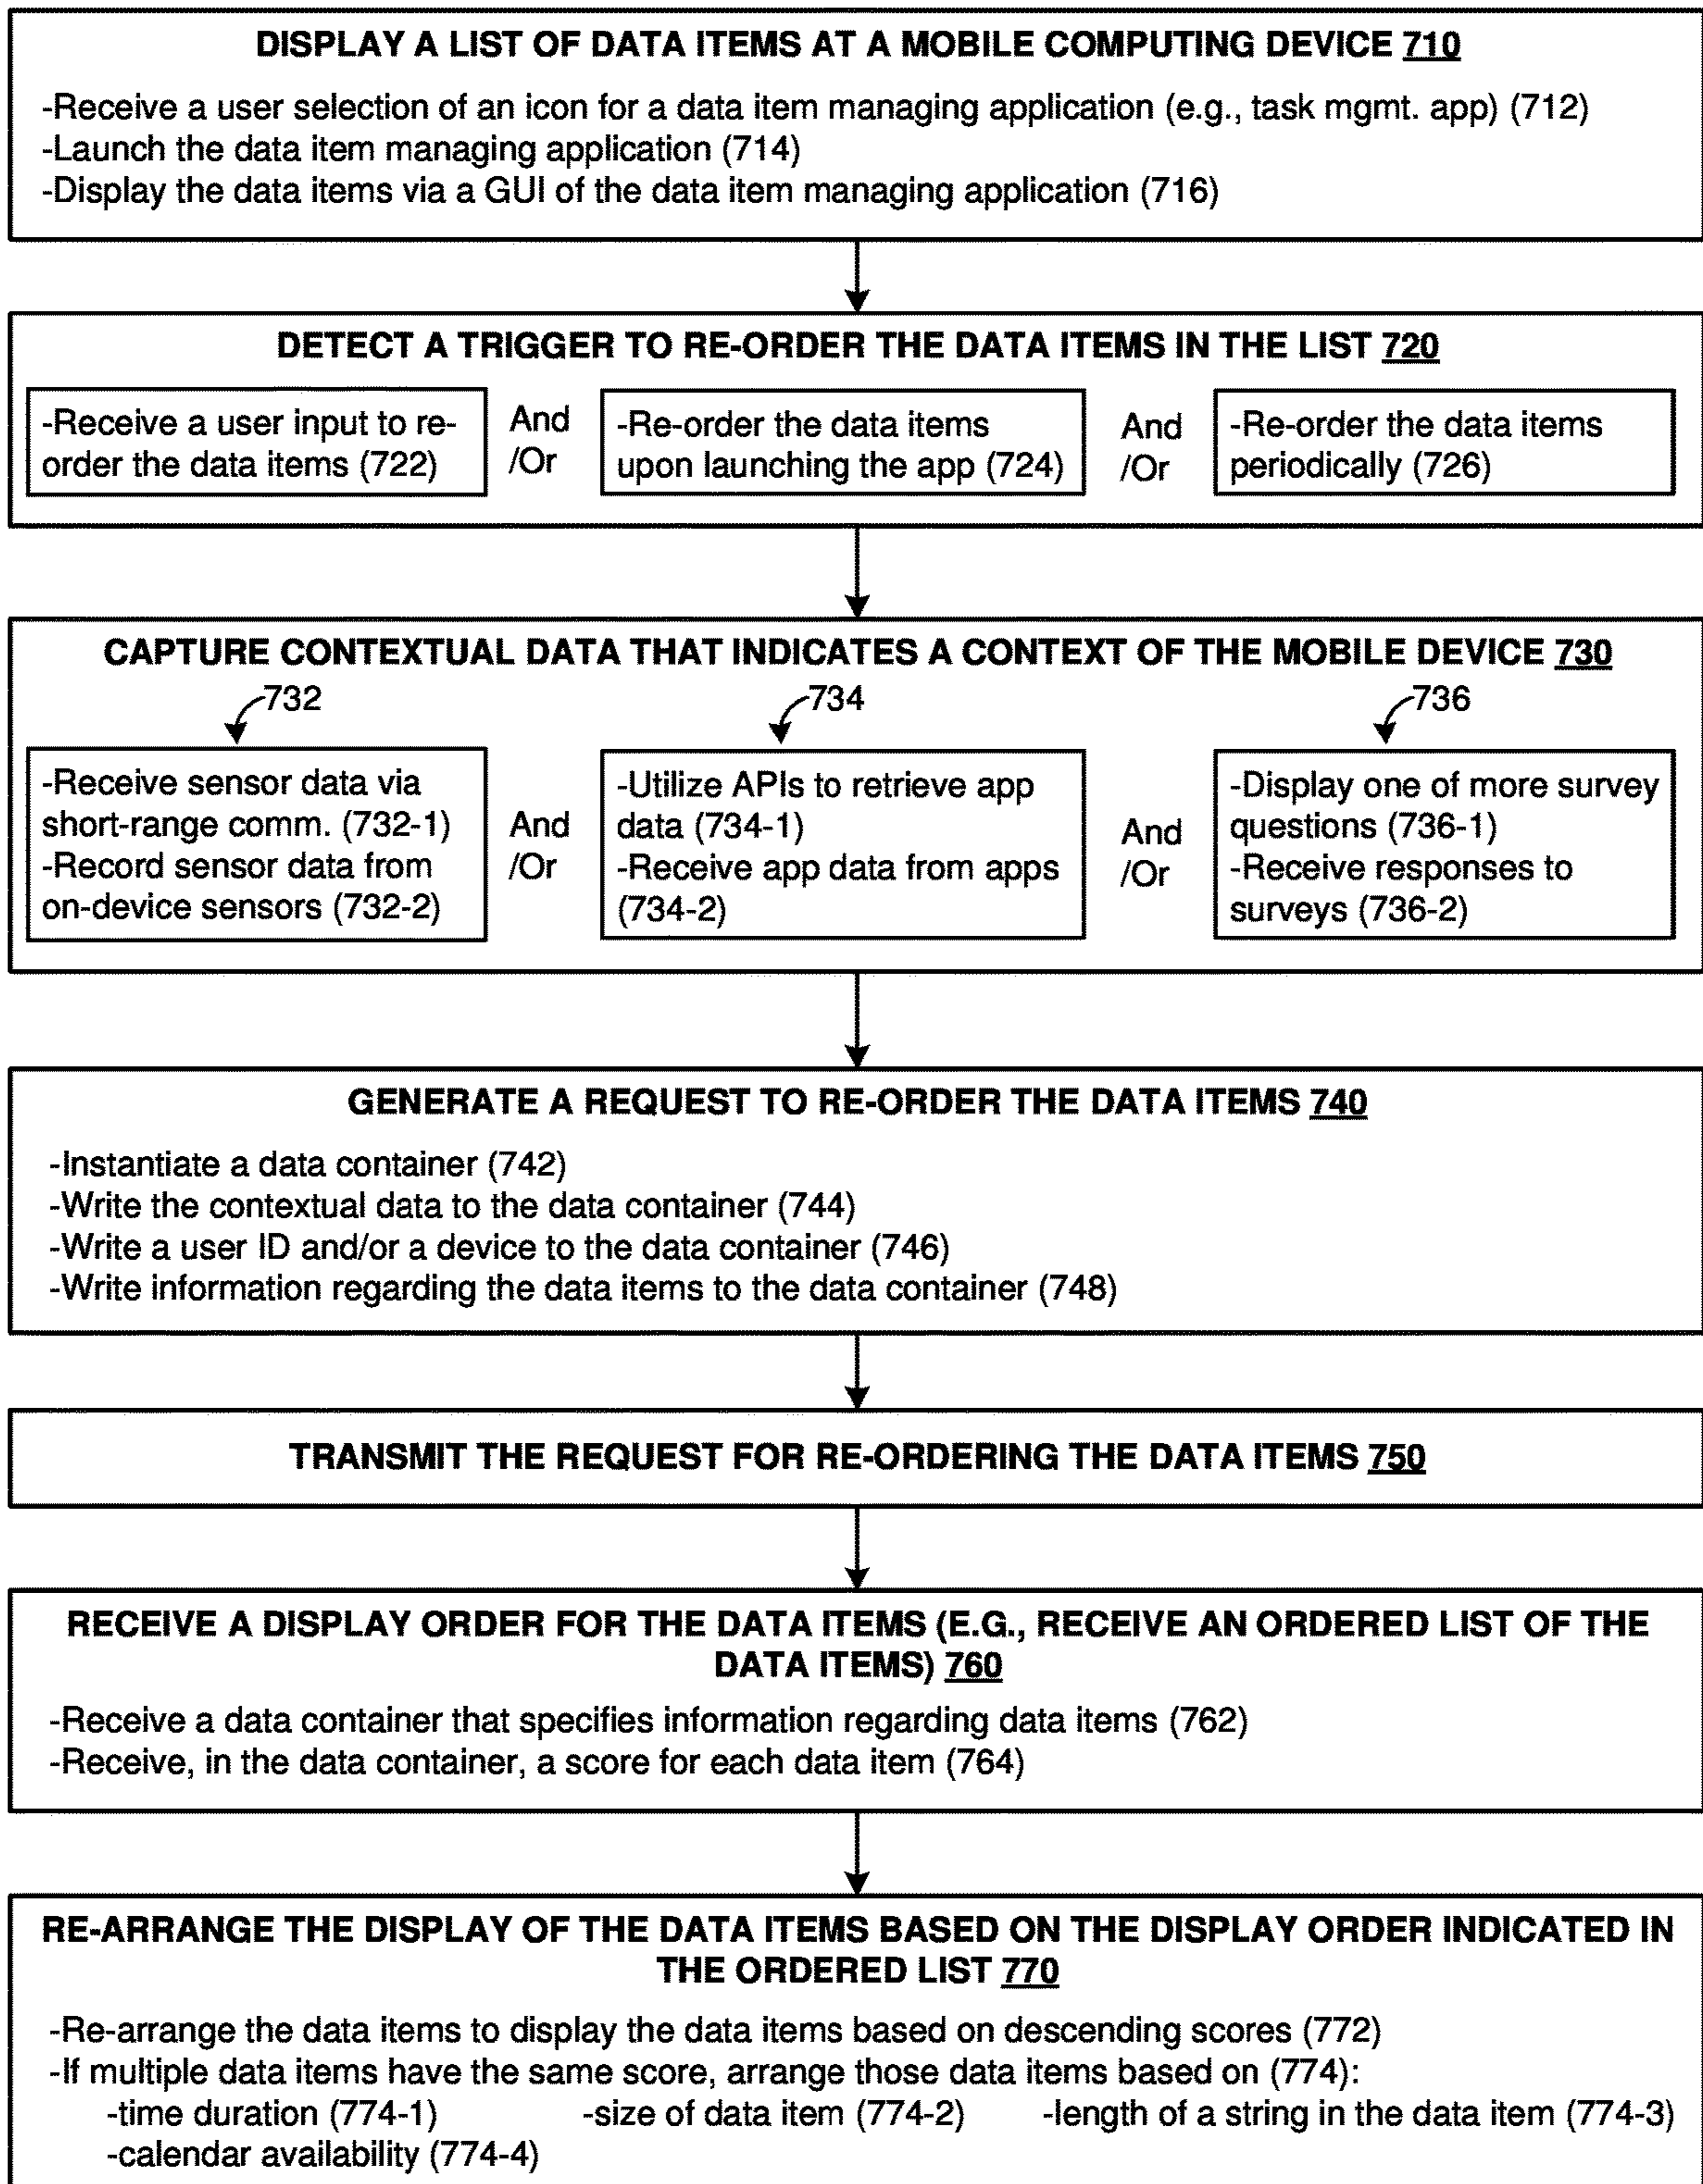 DISPLAY A LIST OF DATA ITEMS AT A MOBILE COMPUTING DEVICE 710
-Receive a user selection of an icon for a data item managing application (e.g., task mgmt. app) (712)
-Launch the data item managing application (714)
-Display the data items via a GUI of the data item managing application (716)
DETECT A TRIGGER TO RE-ORDER THE DATA ITEMS IN THE LIST 720
-Receive a user input to re-
order the data items (722)
And
/Or
-Re-order the data items
upon launching the app (724)
And
/Or
-Re-order the data items
periodically (726)
CAPTURE CONTEXTUAL DATA THAT INDICATES A CONTEXT OF THE MOBILE DEVICE 730
732
-Receive sensor data via
short-range comm. (732-1)
-Record sensor data from
on-device sensors (732-2)
And
/Or
734
-Utilize APIs to retrieve app
data (734-1)
-Receive app data from apps
(734-2)
And
/Or
736
-Display one of more survey
questions (736-1)
-Receive responses to
surveys (736-2)
GENERATE A REQUEST TO RE-ORDER THE DATA ITEMS 740
-Instantiate a data container (742)
-Write the contextual data to the data container (744)
-Write a user ID and/or a device to the data container (746)
-Write information regarding the data items to the data container (748)
TRANSMIT THE REQUEST FOR RE-ORDERING THE DATA ITEMS 750
RECEIVE A DISPLAY ORDER FOR THE DATA ITEMS (E.G., RECEIVE AN ORDERED LIST OF THE
DATA ITEMS) 760
-Receive a data container that specifies information regarding data items (762)
-Receive, in the data container, a score for each data item (764)
RE-ARRANGE THE DISPLAY OF THE DATA ITEMS BASED ON THE DISPLAY ORDER INDICATED IN
THE ORDERED LIST 770
-Re-arrange the data items to display the data items based on descending scores (772)
-If multiple data items have the same score, arrange those data items based on (774):
-time duration (774-1) -size of data item (774-2) -length of a string in the data item (774-3)
-calendar availability (774-4)